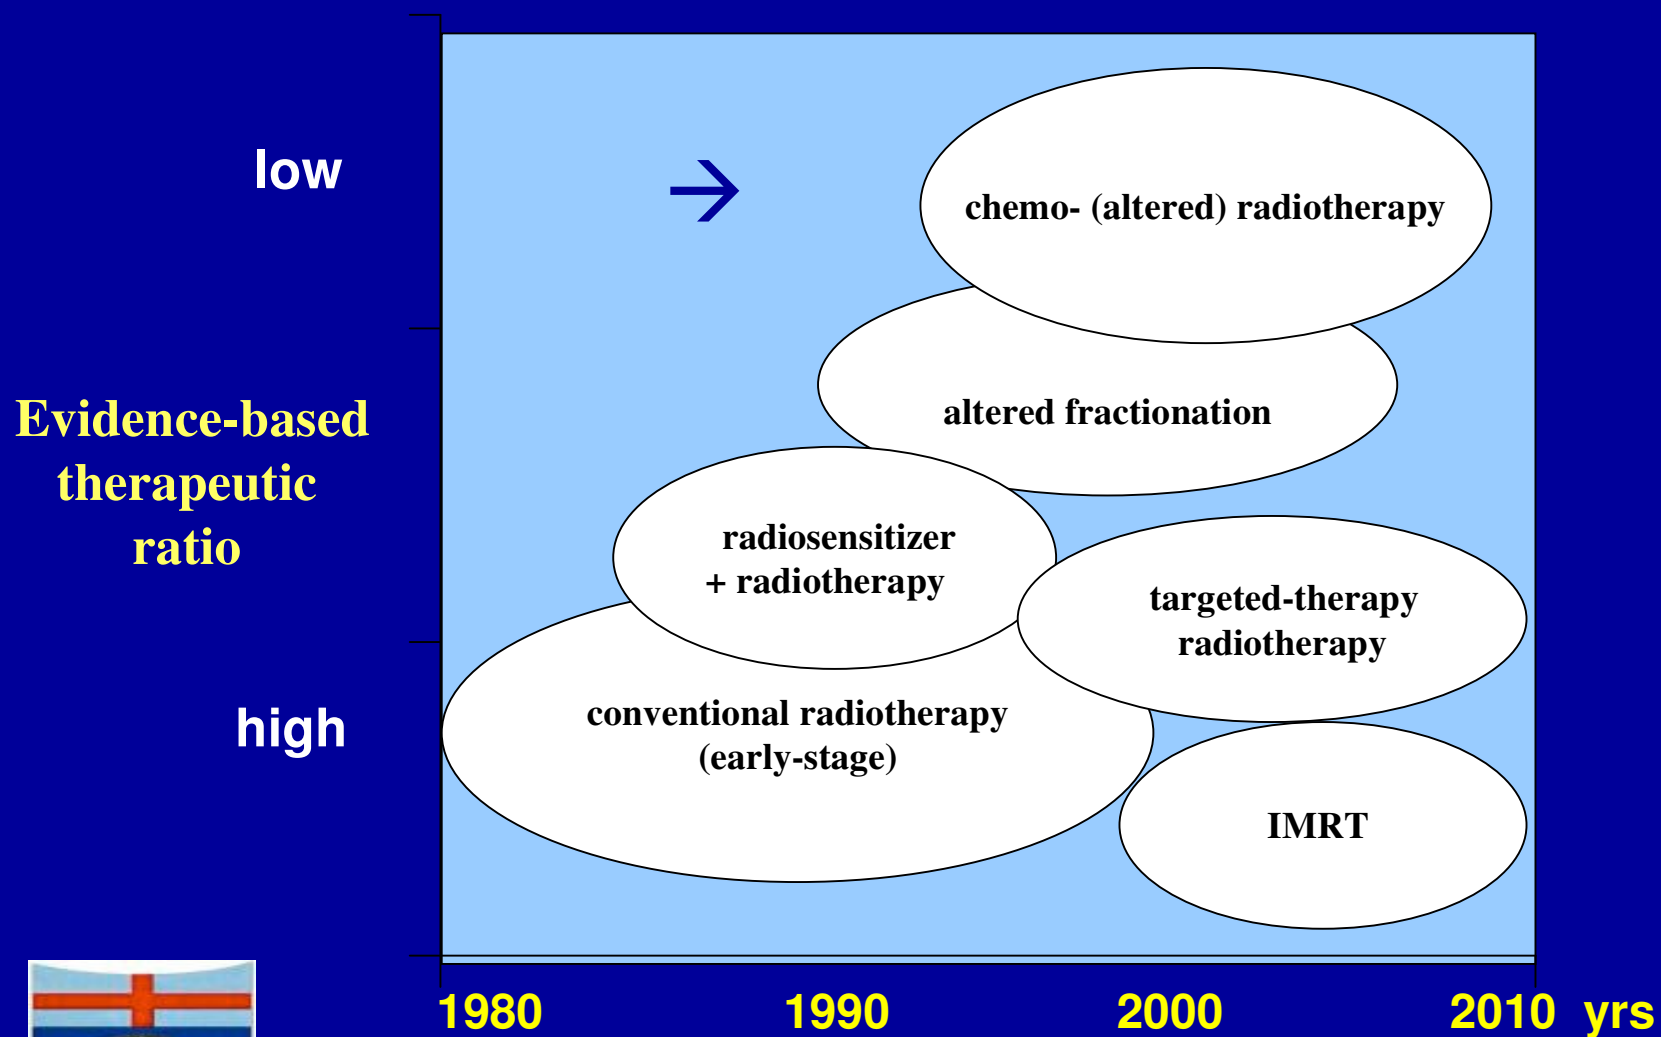 low
→
chemo- (altered) radiotherapy
Evidence-based
therapeutic
ratio
altered fractionation
radiosensitizer
+ radiotherapy
targeted-therapy
radiotherapy
high
conventional radiotherapy
(early-stage)
IMRT
1980 1990 2000 2010 yrs